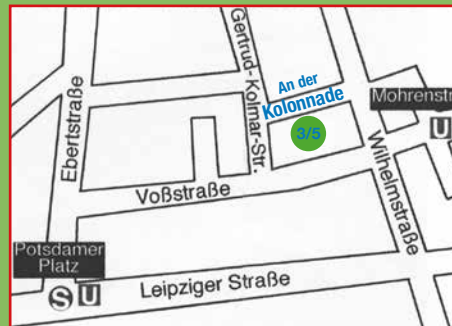 Ebertstraße
Gertrud-Kolmar-Str.
An der
Kolonnade
3/5
Mohrenstr
U
Wilhelmstraße
Voßstraße
Potsdamer
Platz
S U
Leipziger Straße